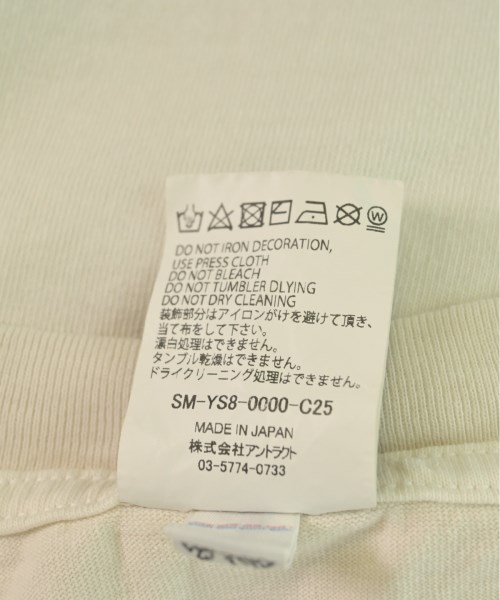 DO NOT IRON DECORATION,
USE PRESS CLOTH
DO NOT BLEACH
DO NOT TUMBLER DLYING
DO NOT DRY CLEANING
装飾部分はアイロンがけを避けて頂き、
当て布をして下さい。
漂白処理はできません。
タンブル乾燥はできません。
ドライクリーニング処理はできません。
SM-YS8-0000-C25
MADE IN JAPAN
株式会社アントラクト
03-5774-0733